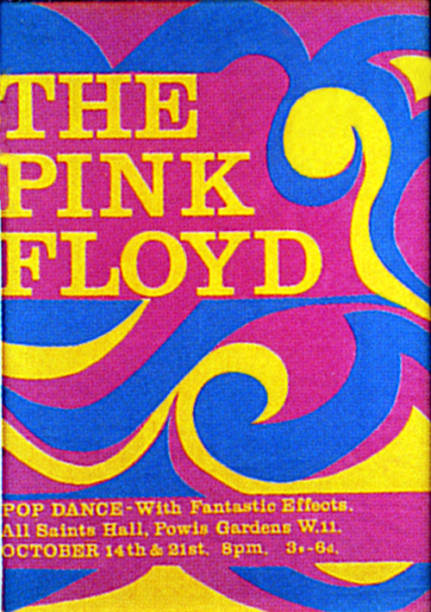 THE
PINK
FLOYD
POP DANCE - With Fantastic Effects.
All Saints Hall, Powis Gardens W.11.
OCTOBER 14th & 21st. 8pm. 3s-6d.